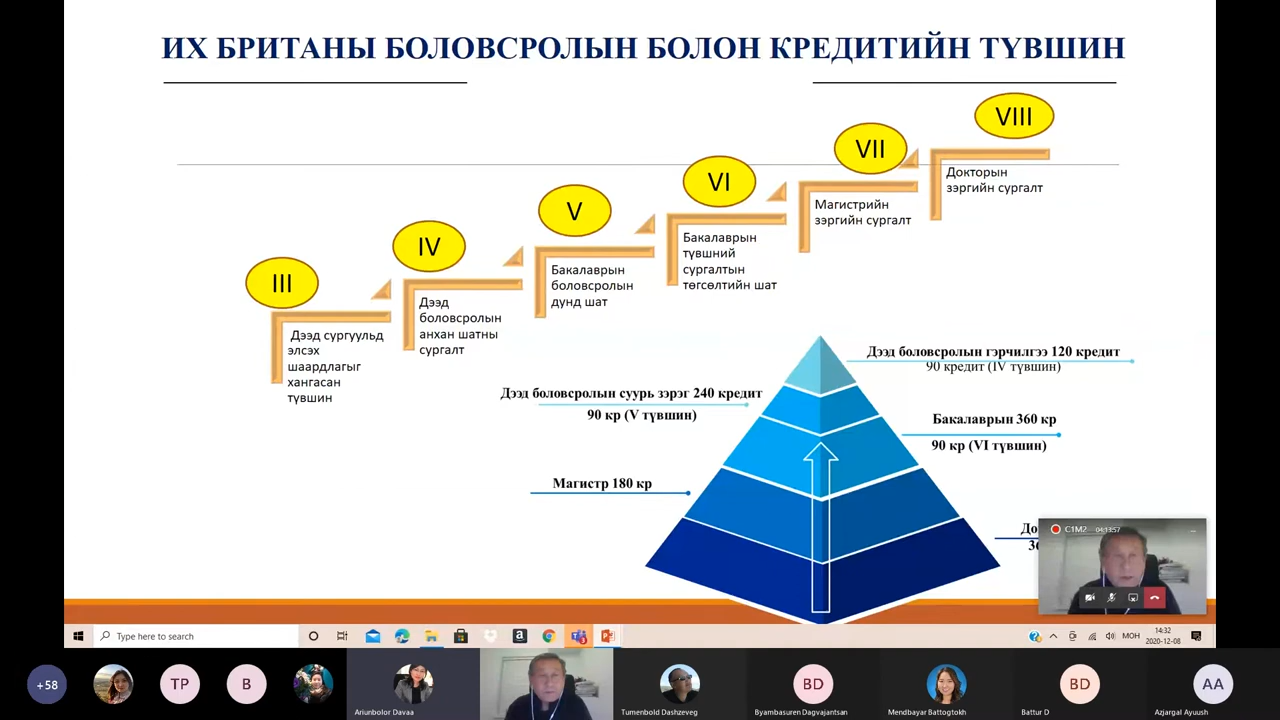 ИХ БРИТАНЫ БОЛОВСРОЛЫН БОЛОН КРЕДИТИЙН ТҮВШИН
III
Дээд сургуульд
элсэх
шаардлагыг
хангасан
түвшин
IV
Дээд
боловсролын
анхан шатны
сургалт
V
Бакалаврын
боловсролын
дунд шат
VI
Бакалаврын
түвшний
сургалтын
төгсөлтийн шат
VII
Магистрийн
зэргийн сургалт
VIII
Докторын
зэргийн сургалт
Дээд боловсролын гэрчилгээ 120 кредит
90 кредит (IV түвшин)
Дээд боловсролын суурь зэрэг 240 кредит
90 кр (V түвшин)
Бакалаврын 360 кр
90 кр (VI түвшин)
Магистр 180 кр
C1M2 04:13:57
Type here to search
МОН
14:32
2020-12-08
+58
TP
B
Ariunbolor Davaa
Tumenbold Dashzeveg
BD
Byambasuren Dagvajantsan
Mendbayar Battogtokh
BD
Battur D
AA
Azjargal Ayuush